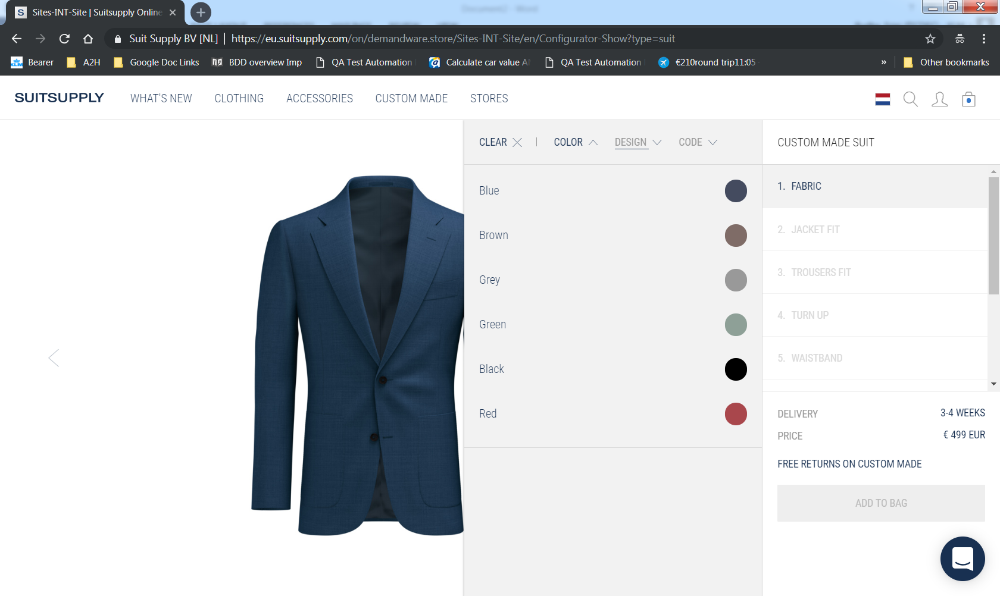 S Sites-INT-Site | Suitsupply Online
Suit Supply BV [NL] | https://eu.suitsupply.com/on/demandware.store/Sites-INT-Site/en/Configurator-Show?type=suit
KLM Bearer A2H Google Doc Links BDD overview Imp QA Test Automation Calculate car value A QA Test Automation €210round trip11:05 » Other bookmarks
SUITSUPPLY WHAT'S NEW CLOTHING ACCESSORIES CUSTOM MADE STORES
CLEAR | COLOR DESIGN CODE
Blue
Brown
Grey
Green
Black
Red
CUSTOM MADE SUIT
1. FABRIC
2. JACKET FIT
3. TROUSERS FIT
4. TURN UP
5. WAISTBAND
DELIVERY 3-4 WEEKS
PRICE € 499 EUR
FREE RETURNS ON CUSTOM MADE
ADD TO BAG